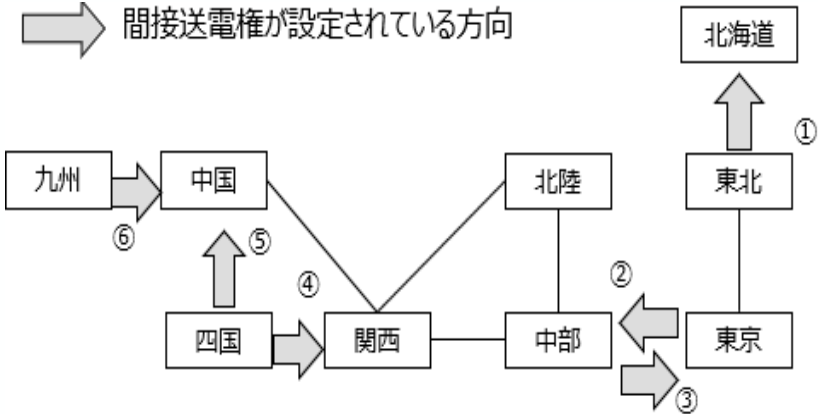 間接送電権が設定されている方向
北海道
①
九州
中国
北陸
東北
⑥
⑤
④
②
四国
関西
中部
東京
③